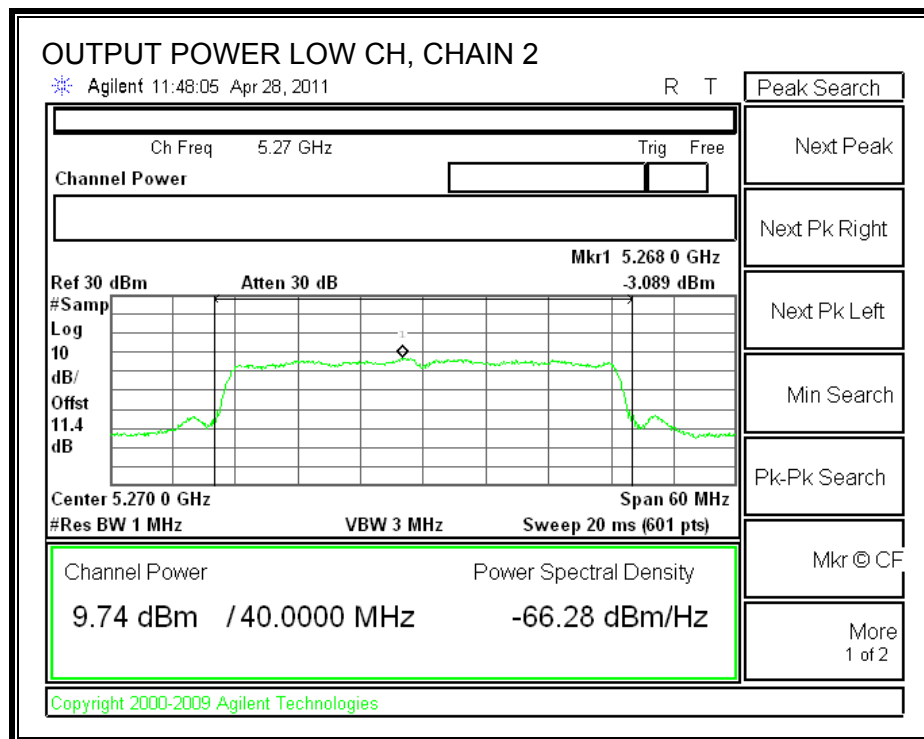 OUTPUT POWER LOW CH, CHAIN 2
Agilent 11:48:05 Apr 28, 2011 R T
Peak Search
Ch Freq 5.27 GHz Trig Free
Channel Power
Mkr1 5.268 0 GHz
Ref 30 dBm Atten 30 dB -3.089 dBm
#Samp
Log
10
dB/
Offst
11.4
dB
1
Center 5.270 0 GHz Span 60 MHz
#Res BW 1 MHz VBW 3 MHz Sweep 20 ms (601 pts)
Channel Power Power Spectral Density
9.74 dBm / 40.0000 MHz -66.28 dBm/Hz
Next Peak
Next Pk Right
Next Pk Left
Min Search
Pk-Pk Search
Mkr © CF
More
1 of 2
Copyright 2000-2009 Agilent Technologies